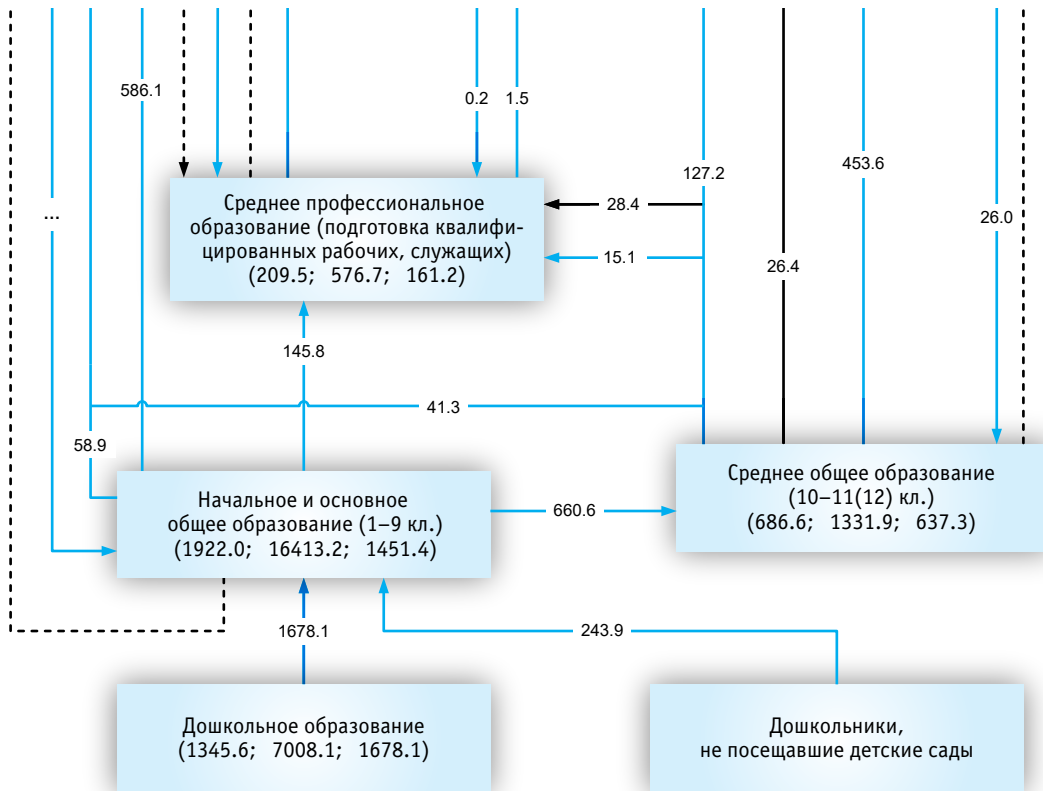 586.1
0.2
1.5
127.2
453.6
...
28.4
26.0
15.1
26.4
Среднее профессиональное
образование (подготовка квалифи-
цированных рабочих, служащих)
(209.5; 576.7; 161.2)
145.8
41.3
58.9
Среднее общее образование
(10–11(12) кл.)
(686.6; 1331.9; 637.3)
Начальное и основное
общее образование (1–9 кл.)
(1922.0; 16413.2; 1451.4)
660.6
1678.1
243.9
Дошкольное образование
(1345.6; 7008.1; 1678.1)
Дошкольники,
не посещавшие детские сады